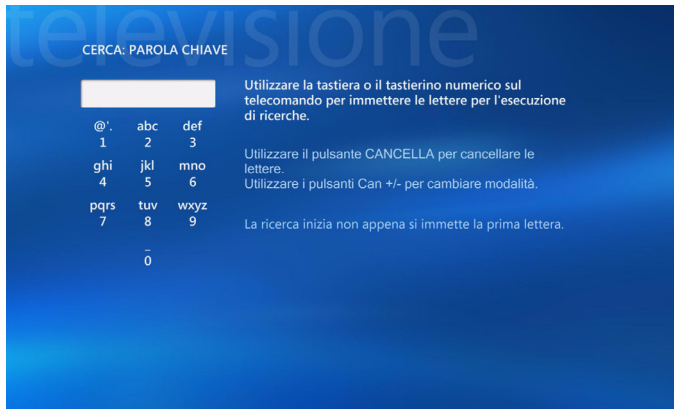 televisione
CERCA: PAROLA CHIAVE
Utilizzare la tastiera o il tastierino numerico sul
telecomando per immettere le lettere per l'esecuzione
di ricerche.
@'. abc def
1 2 3
ghi jkl mno
4 5 6
pqrs tuv wxyz
7 8 9
_
0
Utilizzare il pulsante CANCELLA per cancellare le
lettere.
Utilizzare i pulsanti Can +/- per cambiare modalità.
La ricerca inizia non appena si immette la prima lettera.